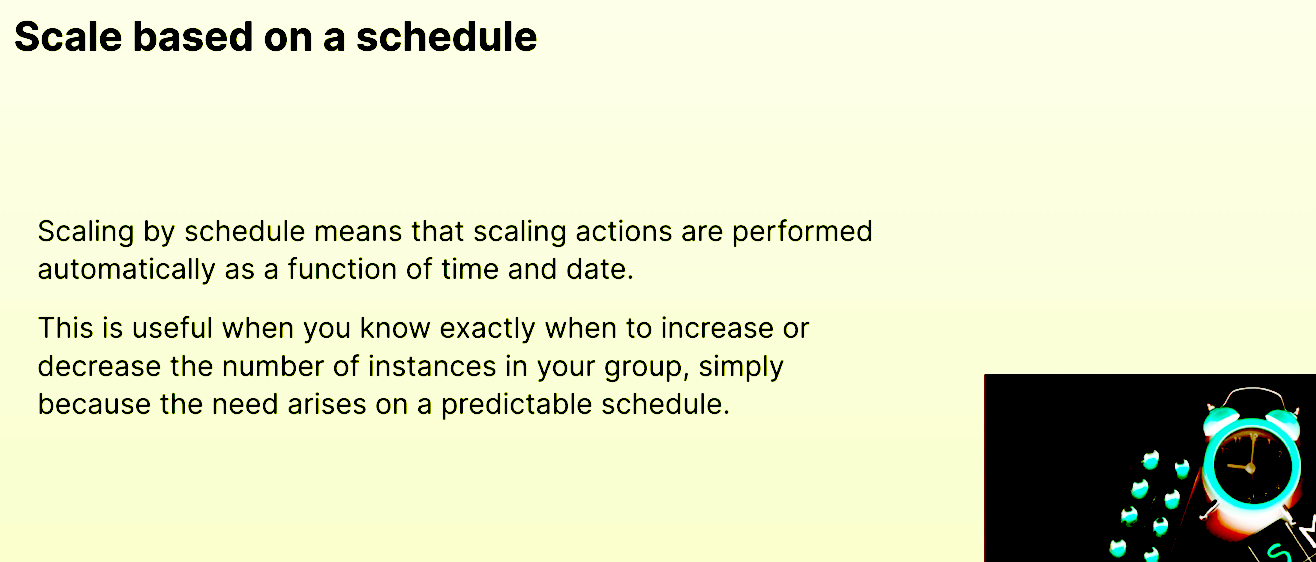 Scale based on a schedule
Scaling by schedule means that scaling actions are performed
automatically as a function of time and date.
This is useful when you know exactly when to increase or
decrease the number of instances in your group, simply
because the need arises on a predictable schedule.
S